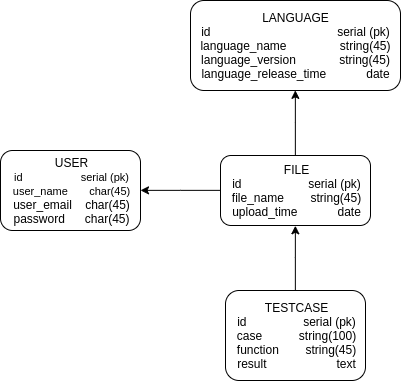 LANGUAGE
id serial (pk)
language_name string(45)
language_version string(45)
language_release_time date
USER
id serial (pk)
user_name char(45)
user_email char(45)
password char(45)
FILE
id serial (pk)
file_name string(45)
upload_time date
TESTCASE
id serial (pk)
case string(100)
function string(45)
result text